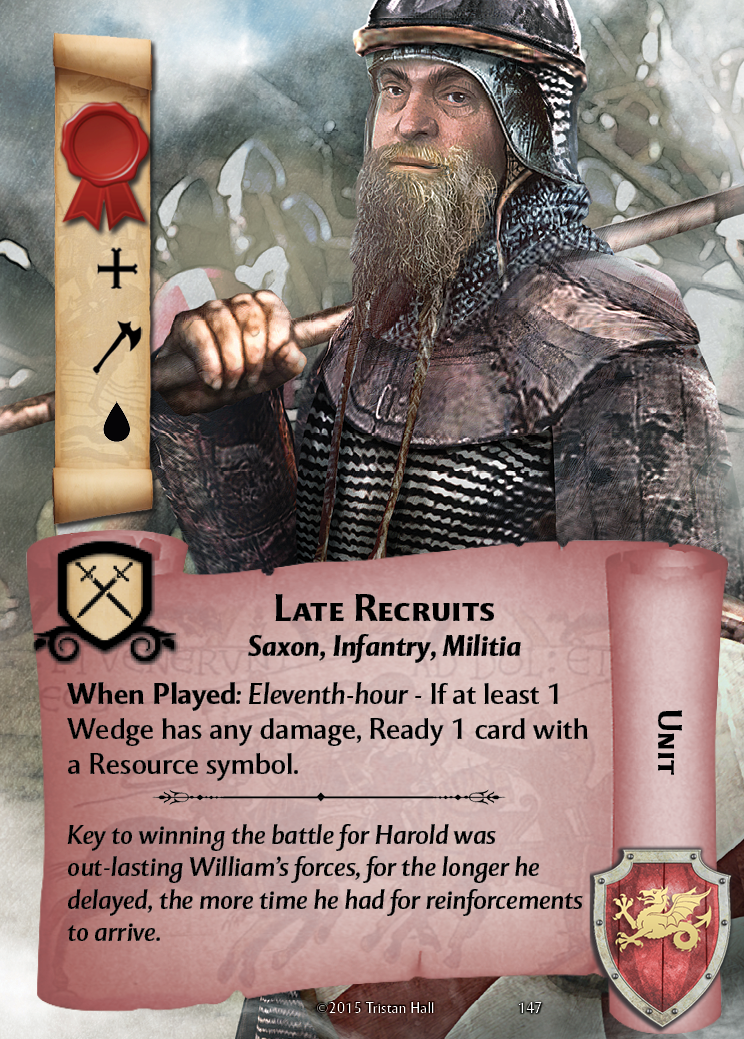 Late Recruits
Saxon, Infantry, Militia
When Played: Eleventh-hour - If at least 1
Wedge has any damage, Ready 1 card with
a Resource symbol.
Key to winning the battle for Harold was
out-lasting William's forces, for the longer he
delayed, the more time he had for reinforcements
to arrive.
Unit
©2015 Tristan Hall
147